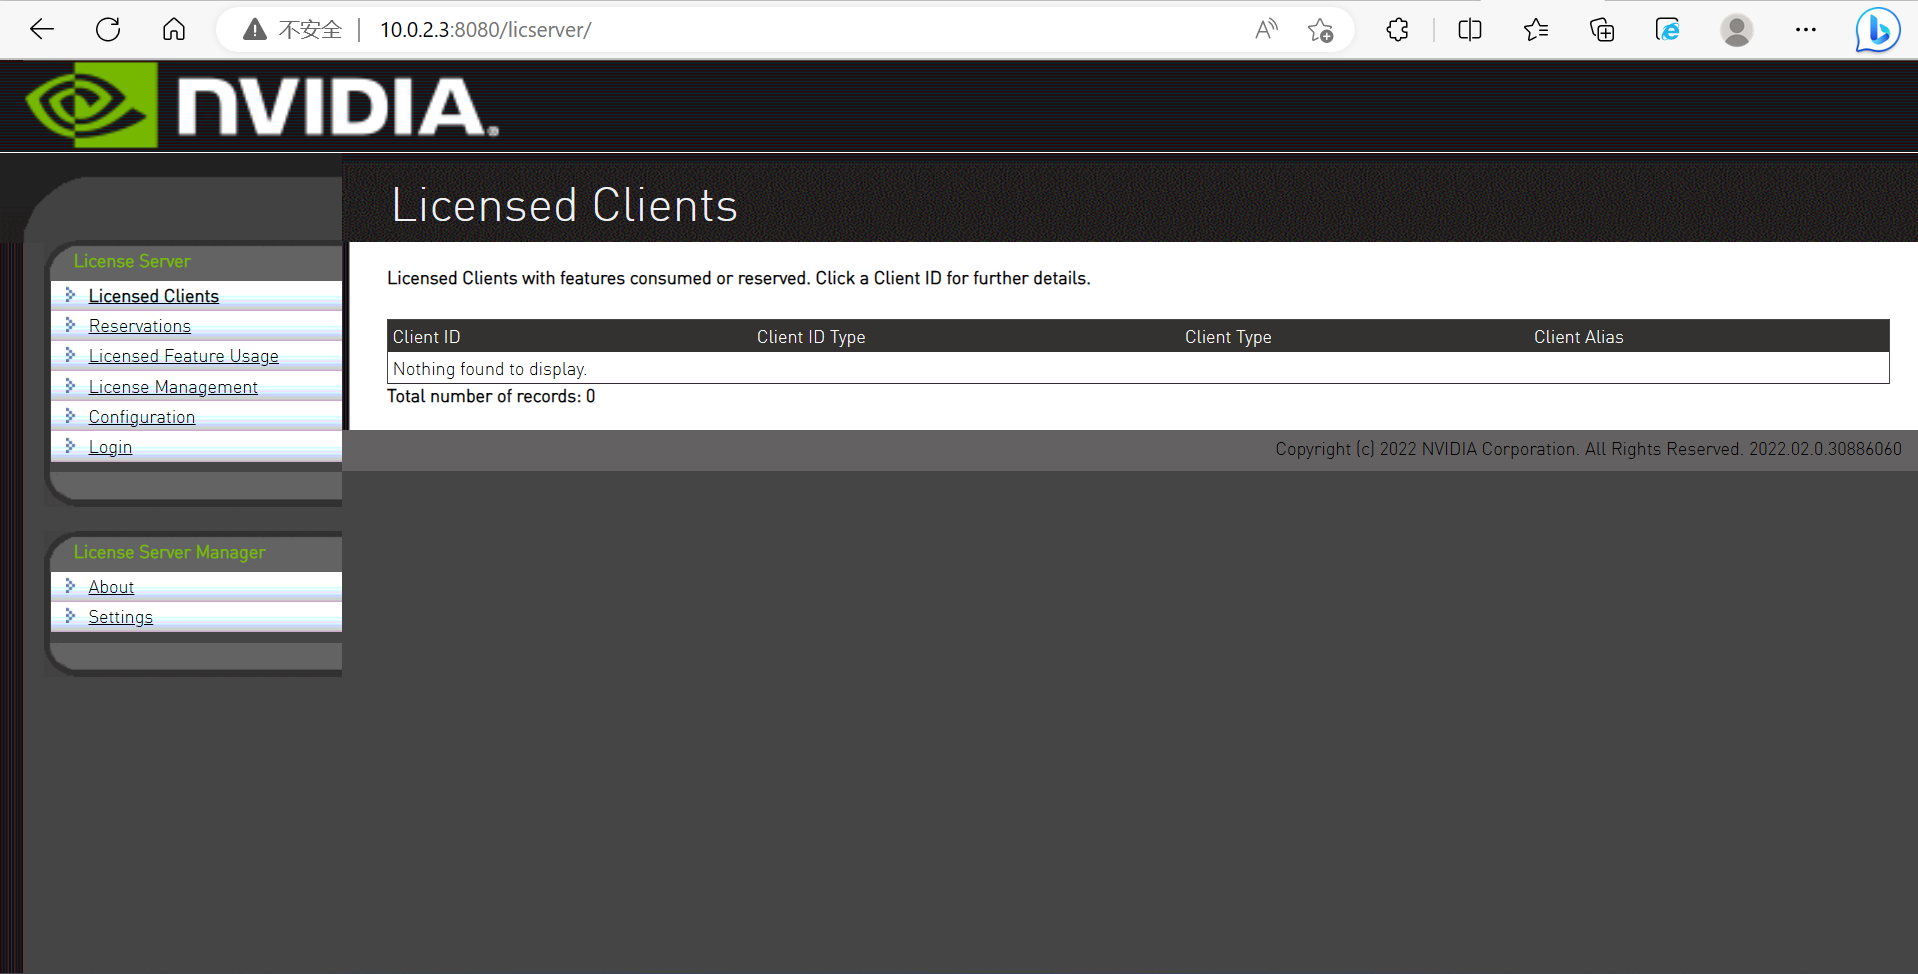 不安全 | 10.0.2.3:8080/licserver/
NVIDIA.
Licensed Clients
License Server
Licensed Clients
Reservations
Licensed Feature Usage
License Management
Configuration
Login
License Server Manager
About
Settings
Licensed Clients with features consumed or reserved. Click a Client ID for further details.
Client ID Client ID Type Client Type Client Alias
Nothing found to display.
Total number of records: 0
Copyright (c) 2022 NVIDIA Corporation. All Rights Reserved. 2022.02.0.30886060